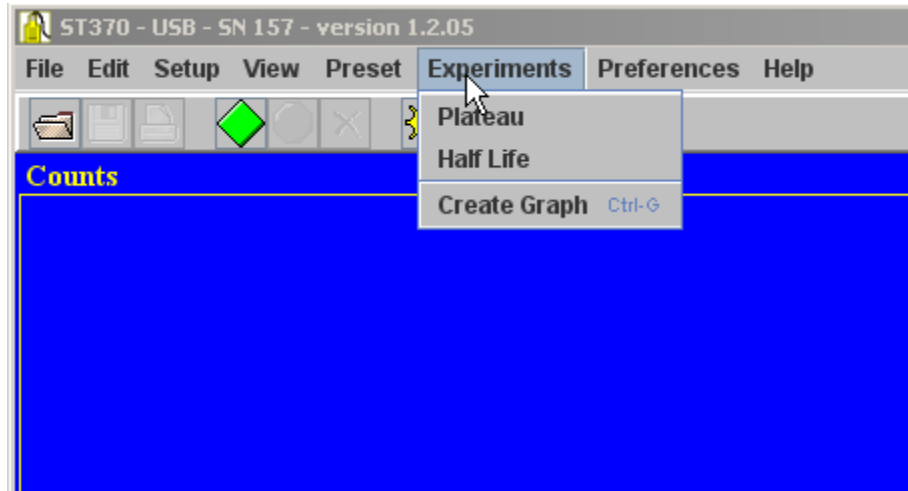 ST370 - USB - SN 157 - version 1.2.05
File Edit Setup View Preset Experiments Preferences Help
Plateau
Counts
Half Life
Create Graph Ctrl-G